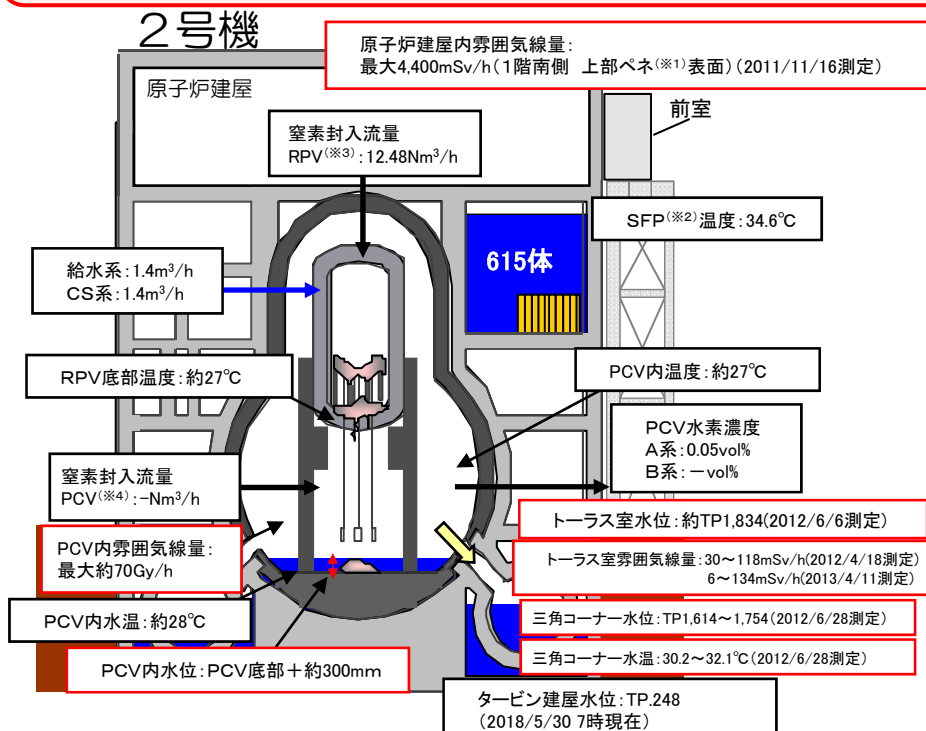 2号機
原子炉建屋内雰囲気線量:
最大4,400mSv/h(1階南側 上部ペネ(※1)表面)(2011/11/16測定)
原子炉建屋
前室
窒素封入流量
RPV(※3):12.48Nm³/h
SFP(※2)温度:34.6℃
615体
給水系:1.4m³/h
CS系:1.4m³/h
RPV底部温度:約27℃
PCV内温度:約27℃
PCV水素濃度
A系:0.05vol%
B系:-vol%
窒素封入流量
PCV(※4):-Nm³/h
トーラス室水位:約TP1,834(2012/6/6測定)
PCV内雰囲気線量:
最大約70Gy/h
トーラス室雰囲気線量:30~118mSv/h(2012/4/18測定)
6~134mSv/h(2013/4/11測定)
PCV内水温:約28℃
三角コーナー水位:TP1,614~1,754(2012/6/28測定)
三角コーナー水温:30.2~32.1℃(2012/6/28測定)
PCV内水位:PCV底部+約300mm
タービン建屋水位:TP.248
(2018/5/30 7時現在)